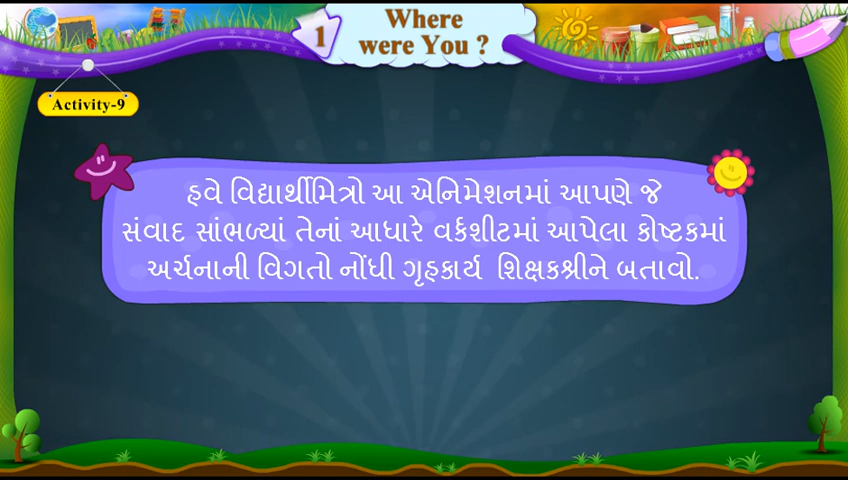 1
Where
were You ?
Activity-9
હવે વિદ્યાર્થીમિત્રો આ એનિમેશનમાં આપણે જે
સંવાદ સાંભળ્યાં તેનાં આધારે વર્કશીટમાં આપેલા કોષ્ટકમાં
અર્ચનાની વિગતો નોંધી ગૃહકાર્ય શિક્ષકશ્રીને બતાવો.